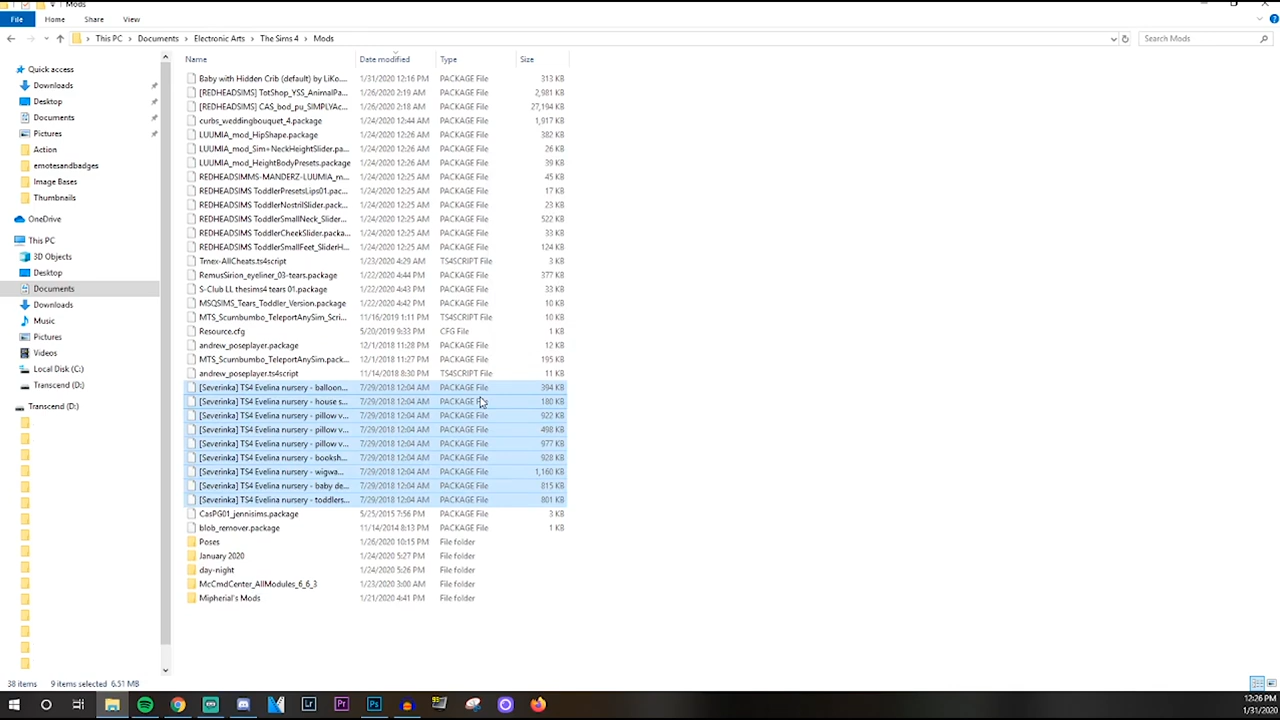 Mods
File Home Share View
This PC Documents Electronic Arts The Sims 4 Mods
Search Mods
Name Date modified Type Size
Quick access
Downloads
Desktop
Documents
Pictures
Action
emotesandbadges
Image Bases
Thumbnails
OneDrive
This PC
3D Objects
Desktop
Documents
Downloads
Music
Pictures
Videos
Local Disk (C:)
Transcend (D:)
Transcend (D:)
Baby with Hidden Crib (default) by LiKo.... 1/31/2020 12:16 PM PACKAGE File 313 KB
[REDHEADSIMS] TotShop_YSS_AnimalPa... 1/26/2020 2:19 AM PACKAGE File 2,981 KB
[REDHEADSIMS] CAS_bod_pu_SIMPLYAc... 1/26/2020 2:18 AM PACKAGE File 27,194 KB
curbs_weddingbouquet_4.package 1/24/2020 12:44 AM PACKAGE File 1,917 KB
LUUMIA_mod_HipShape.package 1/24/2020 12:26 AM PACKAGE File 382 KB
LUUMIA_mod_Sim+NeckHeightSlider.pa... 1/24/2020 12:26 AM PACKAGE File 26 KB
LUUMIA_mod_HeightBodyPresets.package 1/24/2020 12:26 AM PACKAGE File 39 KB
REDHEADSIMMS-MANDERZ-LUUMIA_m... 1/24/2020 12:25 AM PACKAGE File 45 KB
REDHEADSIMS ToddlerPresetsLips01.pac... 1/24/2020 12:25 AM PACKAGE File 17 KB
REDHEADSIMS ToddlerNostrilSlider.pack... 1/24/2020 12:25 AM PACKAGE File 23 KB
REDHEADSIMS ToddlerSmallNeck_Slider... 1/24/2020 12:25 AM PACKAGE File 522 KB
REDHEADSIMS ToddlerCheekSlider.packa... 1/24/2020 12:25 AM PACKAGE File 33 KB
REDHEADSIMS ToddlerSmallFeet_SliderH... 1/24/2020 12:25 AM PACKAGE File 124 KB
Tmex-AllCheats.ts4script 1/23/2020 4:29 AM TS4SCRIPT File 3 KB
RemusSirion_eyeliner_03-tears.package 1/22/2020 4:44 PM PACKAGE File 377 KB
S-Club LL thesims4 tears 01.package 1/22/2020 4:43 PM PACKAGE File 33 KB
MSQSIMS_Tears_Toddler_Version.package 1/22/2020 4:42 PM PACKAGE File 10 KB
MTS_Scumbumbo_TeleportAnySim_Scri... 11/16/2019 1:11 PM TS4SCRIPT File 10 KB
Resource.cfg 5/20/2019 9:33 PM CFG File 1 KB
andrew_poseplayer.package 12/1/2018 11:28 PM PACKAGE File 12 KB
MTS_Scumbumbo_TeleportAnySim.pack... 12/1/2018 11:27 PM PACKAGE File 195 KB
andrew_poseplayer.ts4script 11/14/2018 8:30 PM TS4SCRIPT File 11 KB
[Severinka] TS4 Evelina nursery - balloon... 7/29/2018 12:04 AM PACKAGE File 394 KB
[Severinka] TS4 Evelina nursery - house s... 7/29/2018 12:04 AM PACKAGE File 180 KB
[Severinka] TS4 Evelina nursery - pillow v... 7/29/2018 12:04 AM PACKAGE File 922 KB
[Severinka] TS4 Evelina nursery - pillow v... 7/29/2018 12:04 AM PACKAGE File 498 KB
[Severinka] TS4 Evelina nursery - pillow v... 7/29/2018 12:04 AM PACKAGE File 977 KB
[Severinka] TS4 Evelina nursery - booksh... 7/29/2018 12:04 AM PACKAGE File 928 KB
[Severinka] TS4 Evelina nursery - wigwa... 7/29/2018 12:04 AM PACKAGE File 1,160 KB
[Severinka] TS4 Evelina nursery - baby de... 7/29/2018 12:04 AM PACKAGE File 815 KB
[Severinka] TS4 Evelina nursery - toddlers... 7/29/2018 12:04 AM PACKAGE File 801 KB
CasPG01_jennisims.package 5/25/2015 7:56 PM PACKAGE File 3 KB
blob_remover.package 11/14/2014 8:13 PM PACKAGE File 1 KB
Poses 1/26/2020 10:15 PM File folder
January 2020 1/24/2020 5:27 PM File folder
day-night 1/24/2020 5:26 PM File folder
McCmdCenter_AllModules_6_6_3 1/23/2020 3:00 AM File folder
Mipherial's Mods 1/21/2020 4:41 PM File folder
38 items 9 items selected 6.51 MB
Lr Pr Ps
12:26 PM
1/31/2020